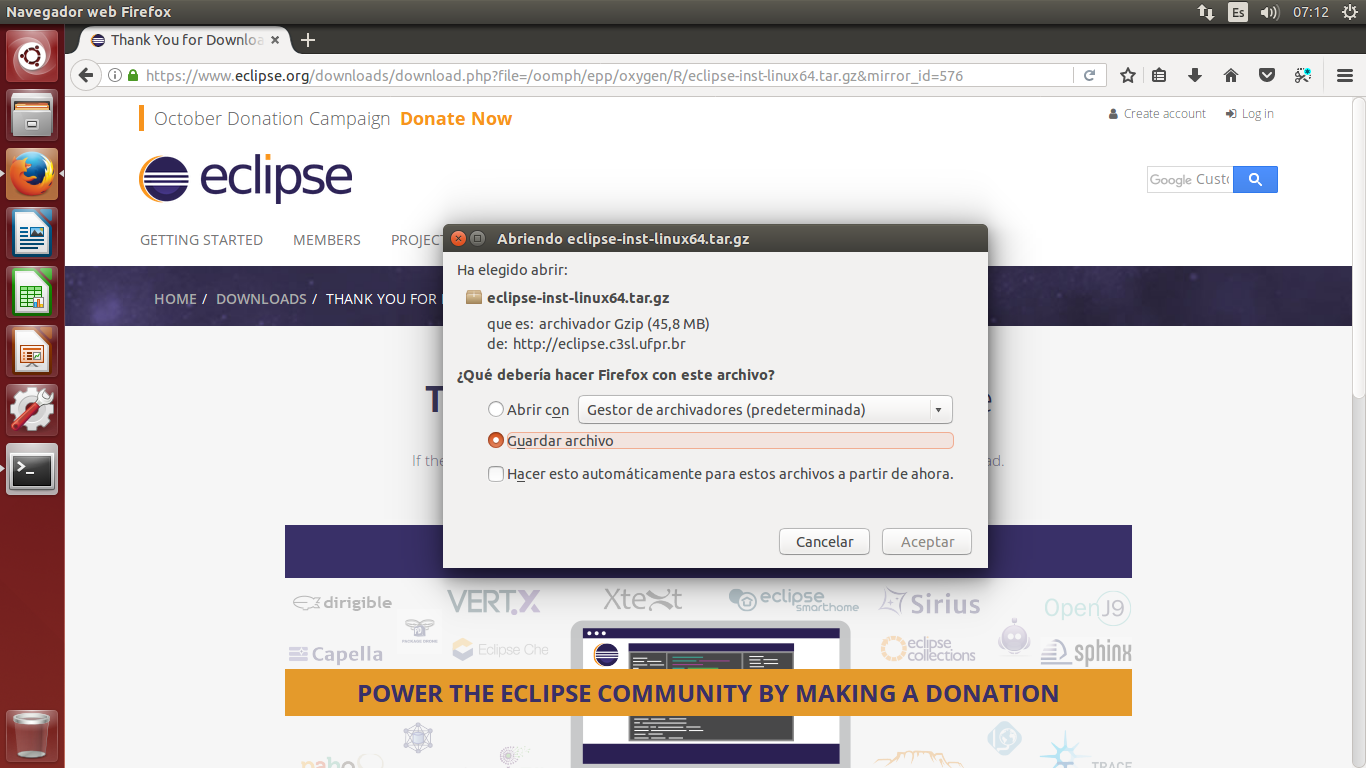 Navegador web Firefox
Es
07:12
Thank You for Downloa
https://www.eclipse.org/downloads/download.php?file=/oomph/epp/oxygen/R/eclipse-inst-linux64.tar.gz&mirror_id=576
October Donation Campaign Donate Now
Create account
Log in
eclipse
Google Cust
GETTING STARTED
MEMBERS
PROJECT
HOME / DOWNLOADS / THANK YOU FOR
Abriendo eclipse-inst-linux64.tar.gz
Ha elegido abrir:
eclipse-inst-linux64.tar.gz
que es: archivador Gzip (45,8 MB)
de: http://eclipse.c3sl.ufpr.br
¿Qué debería hacer Firefox con este archivo?
Abrir con
Gestor de archivadores (predeterminada)
Guardar archivo
Hacer esto automáticamente para estos archivos a partir de ahora.
Cancelar
Aceptar
T
e
If the
ad.
dirigible
VERT.X
Xtext
eclipse
smarthome
Sirius
OpenJ9
Capella
Eclipse Che
eclipse
collections
sphinx
POWER THE ECLIPSE COMMUNITY BY MAKING A DONATION
paho
TRACE